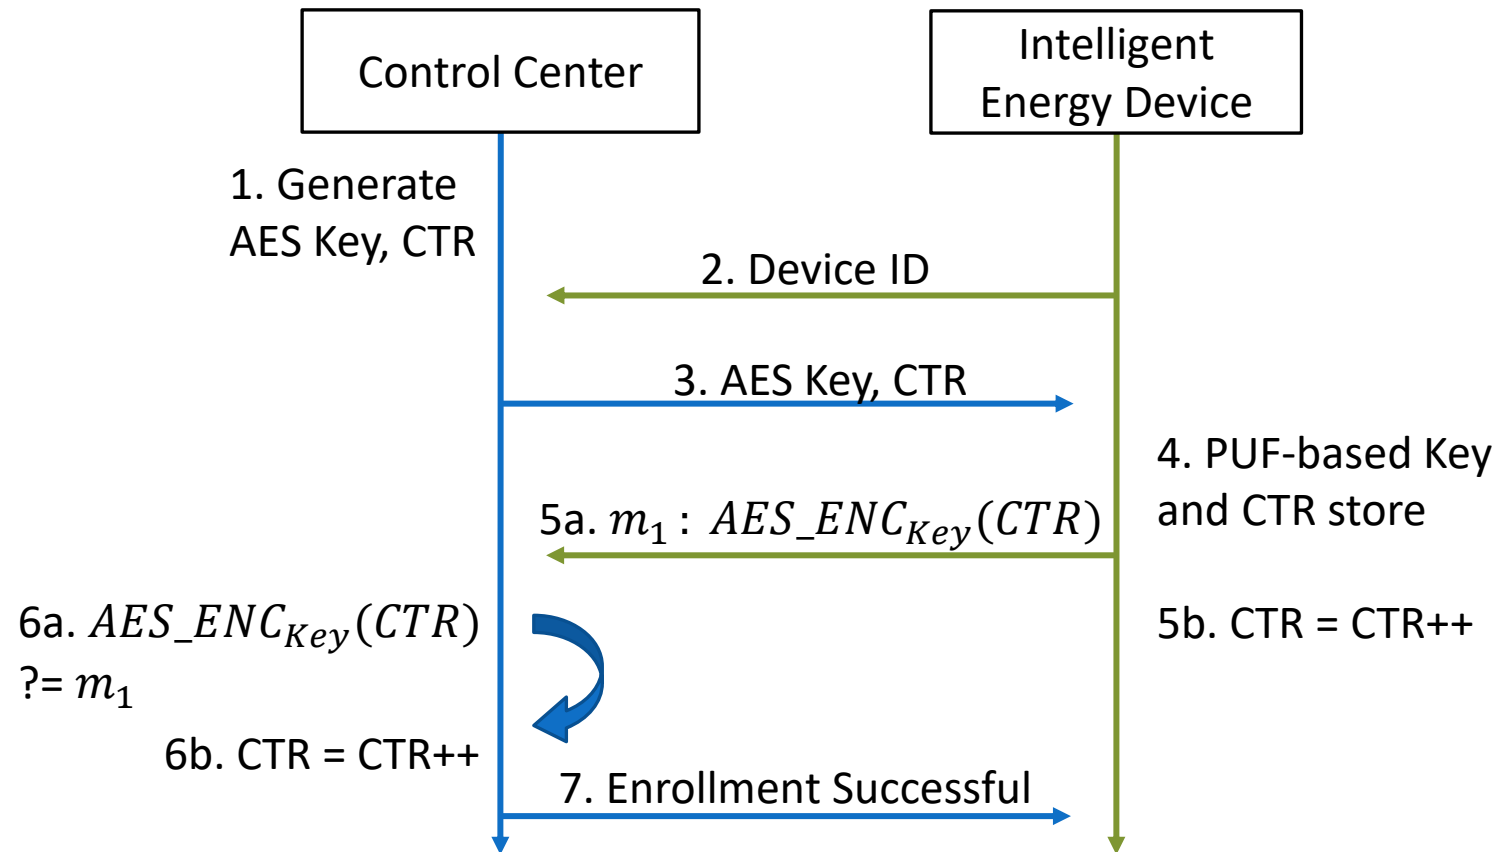 Control Center
Intelligent
Energy Device
1. Generate
AES Key, CTR
2. Device ID
3. AES Key, CTR
4. PUF-based Key
and CTR store
5a. m₁ : AES_ENC_Key(CTR)
5b. CTR = CTR++
6a. AES_ENC_Key(CTR)
?= m₁
6b. CTR = CTR++
7. Enrollment Successful